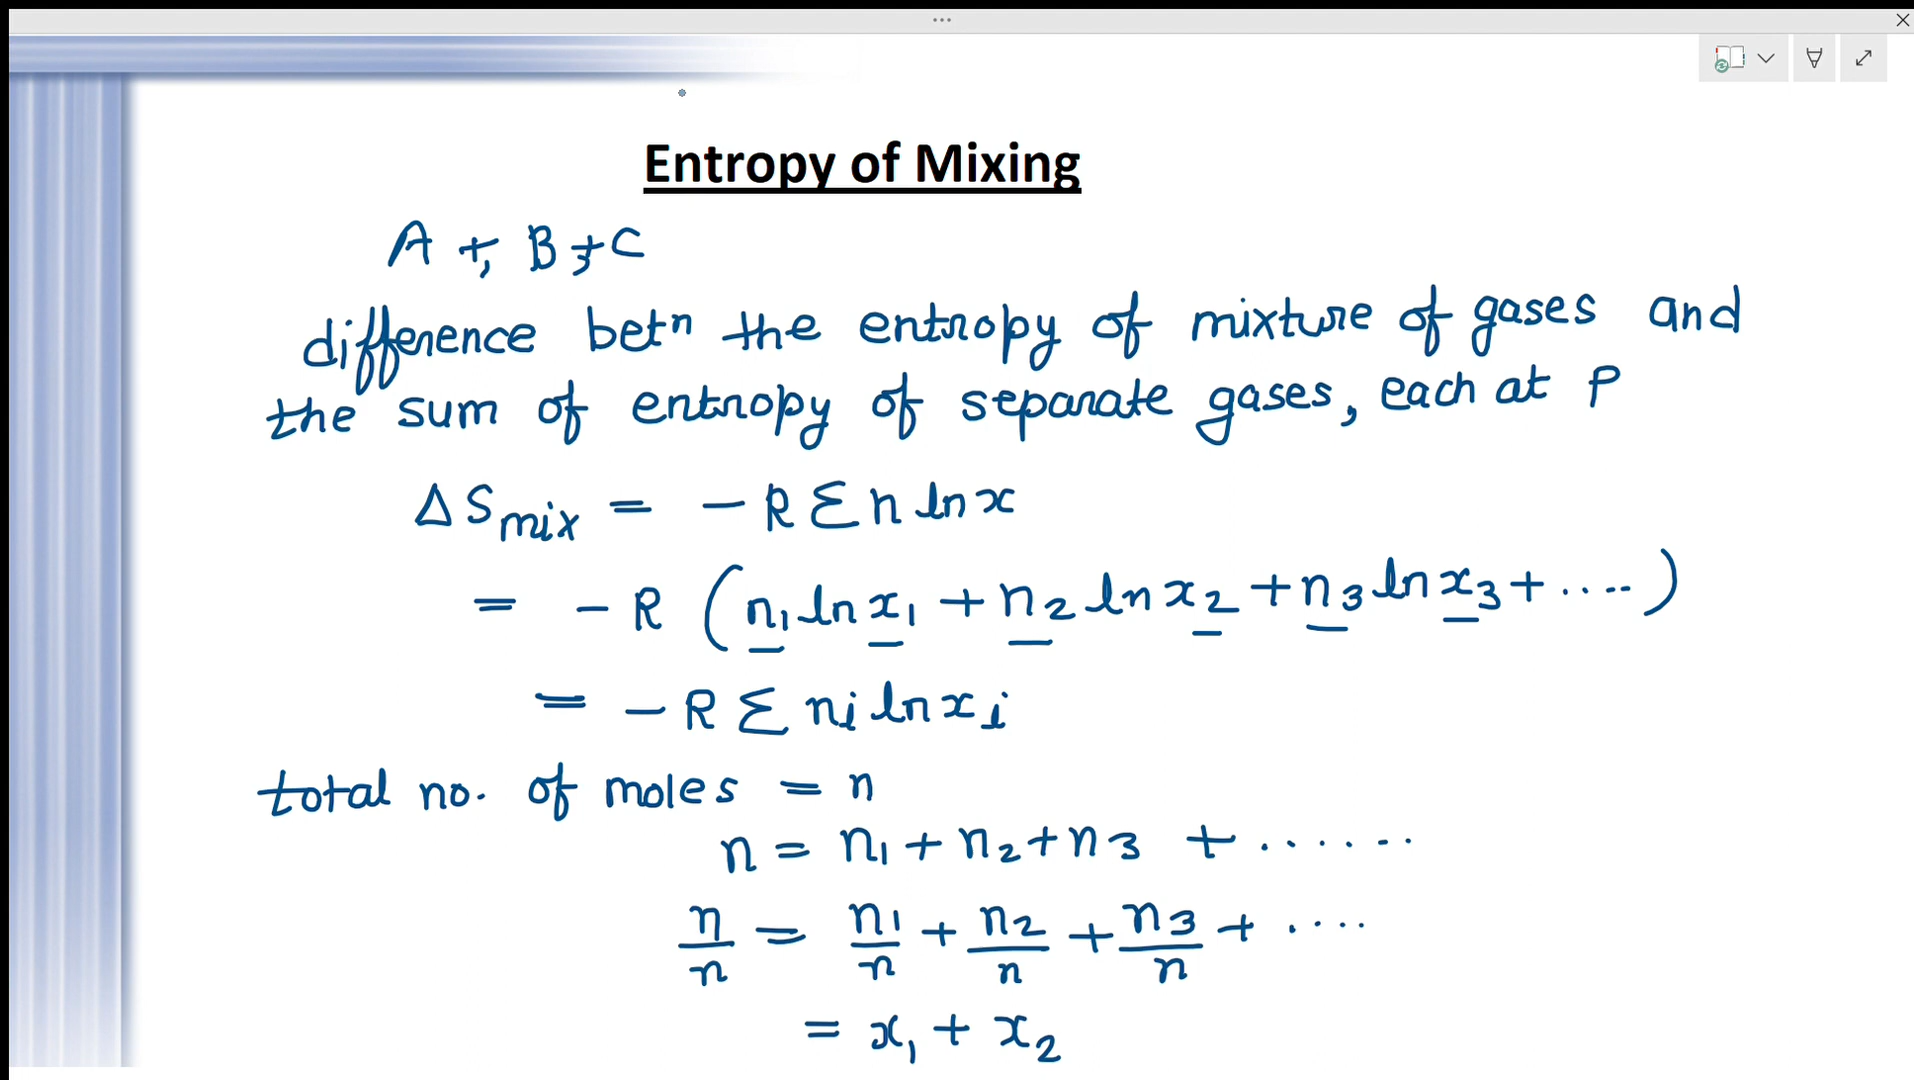 Entropy of Mixing
A +, B + , C
difference betⁿ the entropy of mixture of gases and
the sum of entropy of separate gases, each at P
ΔS_mix = - R Σ n ln x
= - R (n₁ ln x₁ + n₂ ln x₂ + n₃ ln x₃ + ....)
= - R Σ nᵢ ln xᵢ
total no. of moles = n
n = n₁ + n₂ + n₃ + ......
n/n = n₁/n + n₂/n + n₃/n + ....
= x₁ + x₂